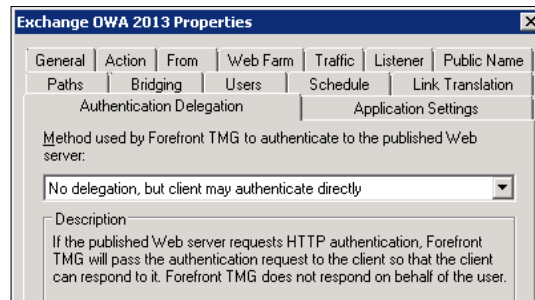 Exchange OWA 2013 Properties
General Action From Web Farm Traffic Listener Public Name
Paths Bridging Users Schedule Link Translation
Authentication Delegation Application Settings
Method used by Forefront TMG to authenticate to the published Web
server:
No delegation, but client may authenticate directly
Description
If the published Web server requests HTTP authentication, Forefront
TMG will pass the authentication request to the client so that the client
can respond to it. Forefront TMG does not respond on behalf of the user.